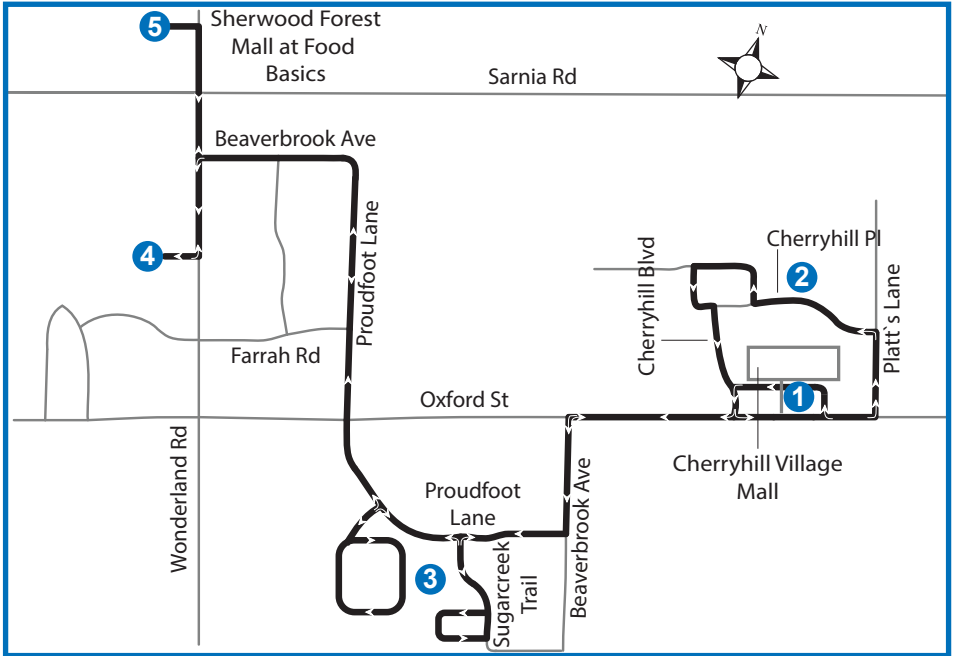 5
Sherwood Forest
Mall at Food
Basics
N
Sarnia Rd
Beaverbrook Ave
4
Proudfoot Lane
Cherryhill Blvd
Cherryhill Pl
2
Platt`s Lane
Farrah Rd
Oxford St
1
Wonderland Rd
Proudfoot
Lane
Beaverbrook Ave
Cherryhill Village
Mall
3
Sugarcreek
Trail